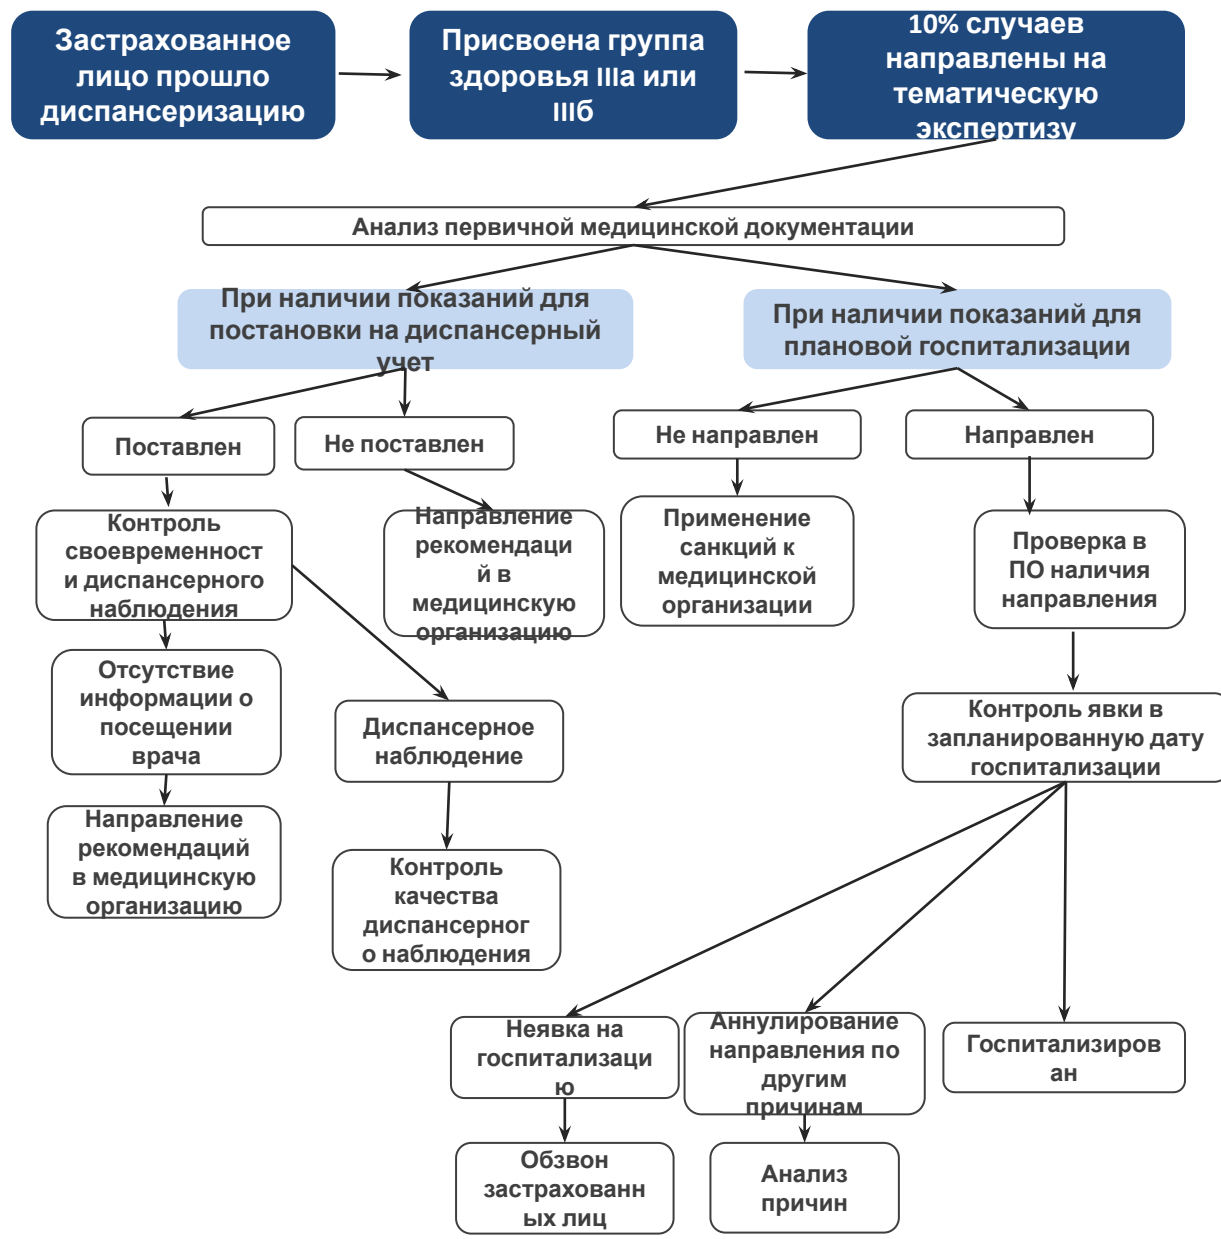 Застрахованное
лицо прошло
диспансеризацию
Присвоена группа
здоровья IIIа или
IIIб
10% случаев
направлены на
тематическую
экспертизу
Анализ первичной медицинской документации
При наличии показаний для
постановки на диспансерный
учет
При наличии показаний для
плановой госпитализации
Поставлен
Не поставлен
Не направлен
Направлен
Контроль
своевременност
и диспансерного
наблюдения
Направление
рекомендаци
й в
медицинскую
организацию
Применение
санкций к
медицинской
организации
Проверка в
ПО наличия
направления
Отсутствие
информации о
посещении
врача
Диспансерное
наблюдение
Контроль явки в
запланированную дату
госпитализации
Направление
рекомендаций
в медицинскую
организацию
Контроль
качества
диспансерног
о наблюдения
Неявка на
госпитализаци
ю
Аннулирование
направления по
другим
причинам
Госпитализиров
ан
Обзвон
застрахованн
ых лиц
Анализ
причин